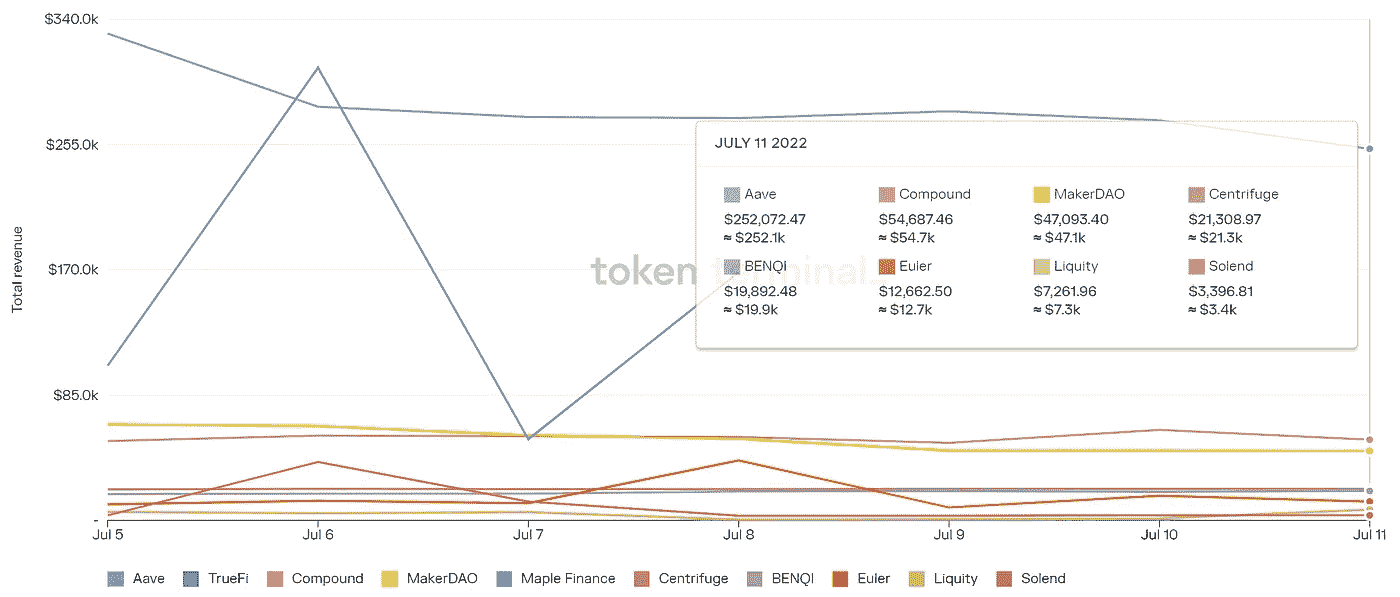 $340.0k
$255.0k
$170.0k
$85.0k
-
Total revenue
token terminal
JULY 11 2022
Aave Compound MakerDAO Centrifuge
$252,072.47 $54,687.46 $47,093.40 $21,308.97
≈ $252.1k ≈ $54.7k ≈ $47.1k ≈ $21.3k
BENQI Euler Liquity Solend
$19,892.48 $12,662.50 $7,261.96 $3,396.81
≈ $19.9k ≈ $12.7k ≈ $7.3k ≈ $3.4k
Jul 5 Jul 6 Jul 7 Jul 8 Jul 9 Jul 10 Jul 11
Aave TrueFi Compound MakerDAO Maple Finance Centrifuge BENQI Euler Liquity Solend